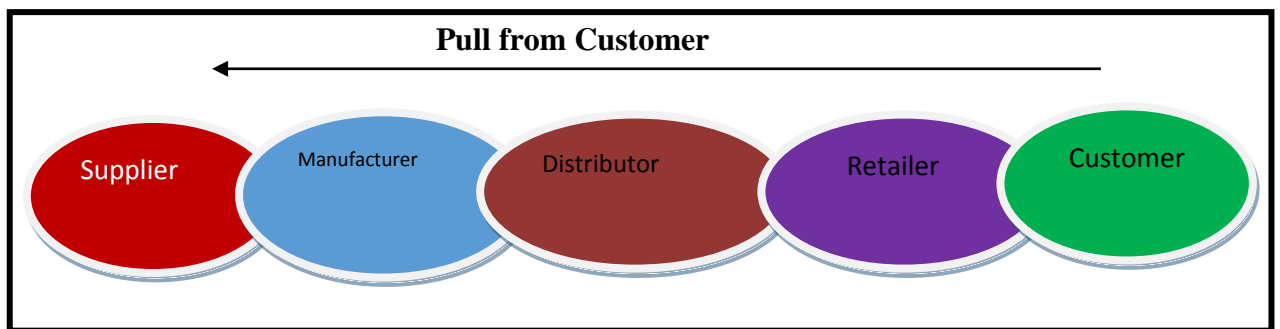 Pull from Customer
Supplier
Manufacturer
Distributor
Retailer
Customer